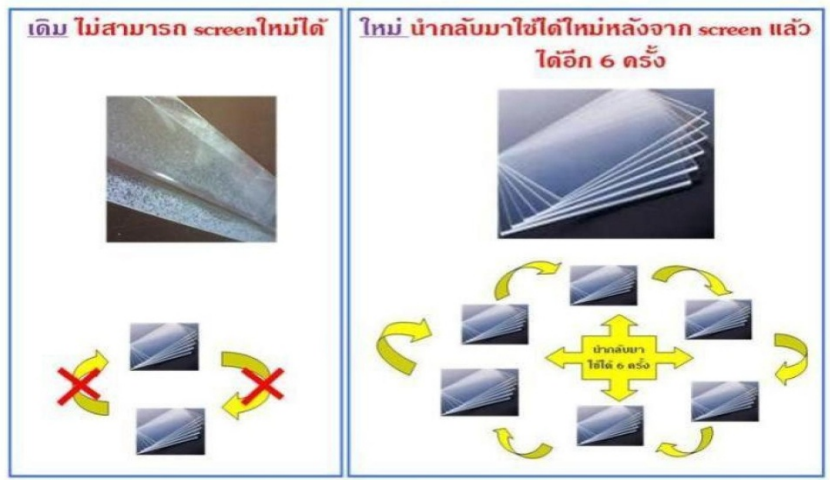 เดิม ไม่สามารถ screenใหม่ได้
ใหม่ นำกลับมาใช้ได้ใหม่หลังจาก screen แล้ว
ได้อีก 6 ครั้ง
นำกลับมา
ใช้ได้ 6 ครั้ง